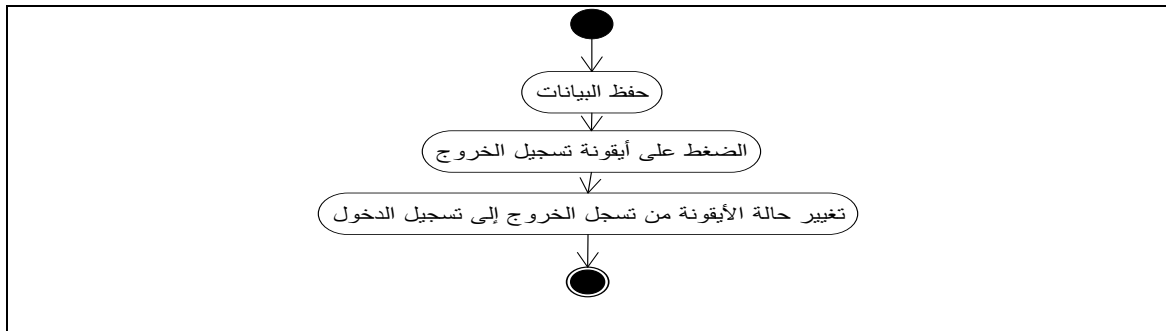 حفظ البيانات
الضغط على أيقونة تسجيل الخروج
تغيير حالة الأيقونة من تسجل الخروج إلى تسجيل الدخول